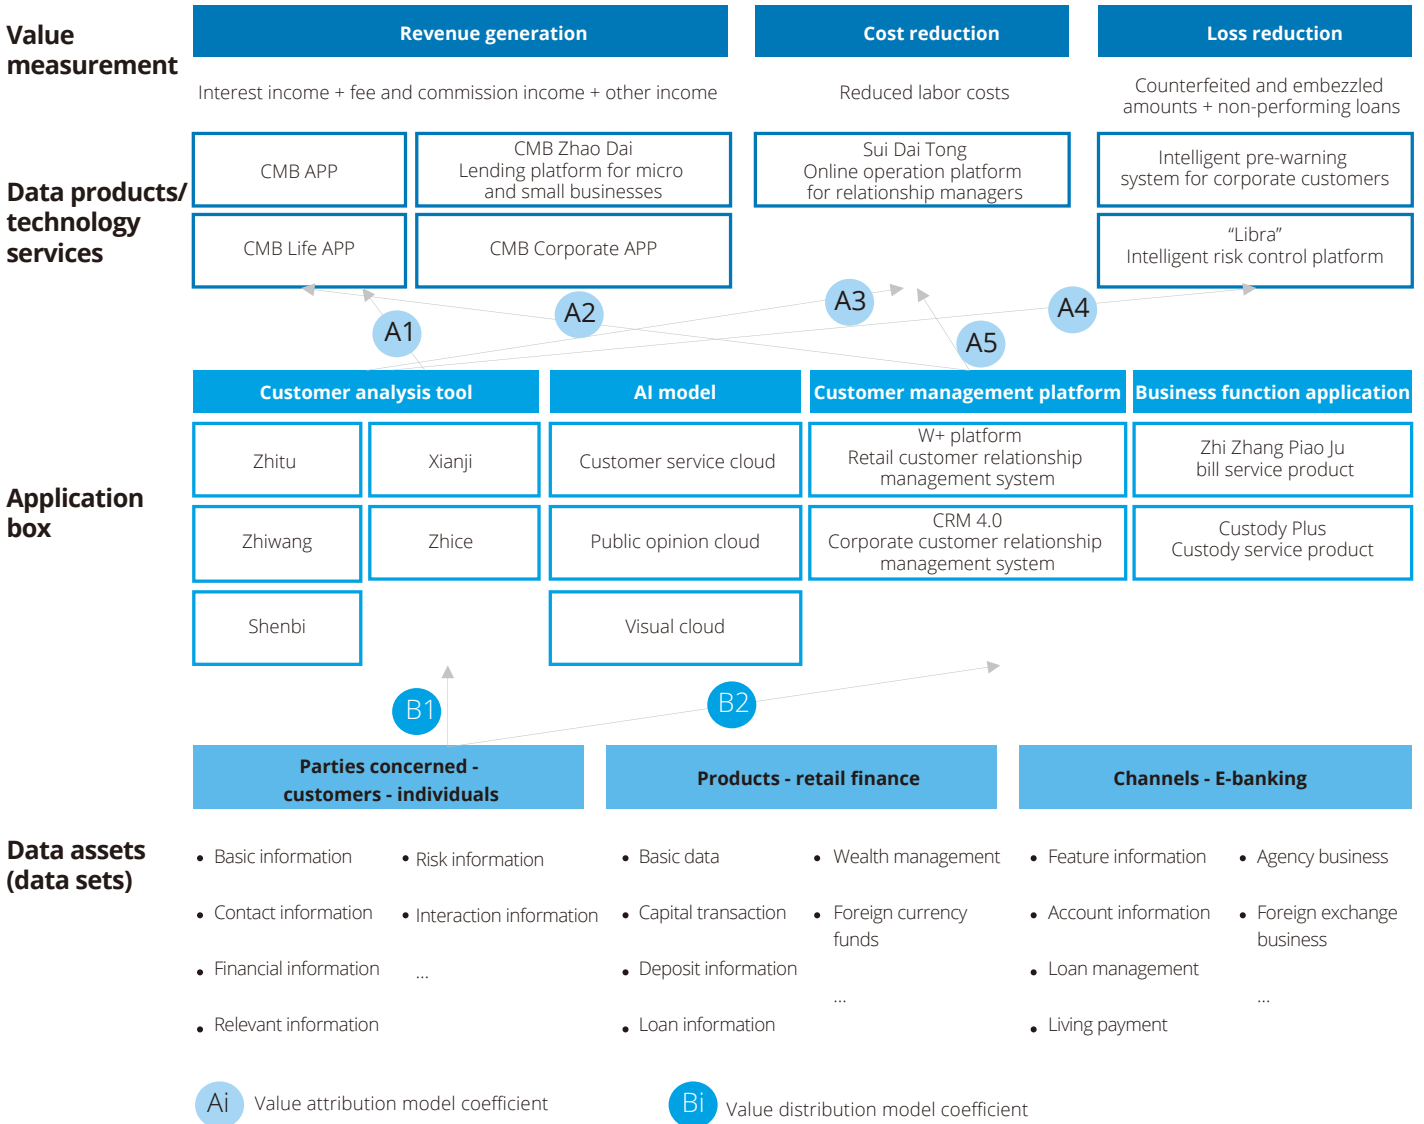 Value
measurement
Revenue generation
Cost reduction
Loss reduction
Interest income + fee and commission income + other income
Reduced labor costs
Counterfeited and embezzled
amounts + non-performing loans
Data products/
technology
services
CMB APP
CMB Zhao Dai
Lending platform for micro
and small businesses
Sui Dai Tong
Online operation platform
for relationship managers
Intelligent pre-warning
system for corporate customers
CMB Life APP
CMB Corporate APP
“Libra”
Intelligent risk control platform
A1
A2
A3
A4
A5
Application
box
Customer analysis tool
AI model
Customer management platform
Business function application
Zhitu
Xianji
Customer service cloud
W+ platform
Retail customer relationship
management system
Zhi Zhang Piao Ju
bill service product
Zhiwang
Zhice
Public opinion cloud
CRM 4.0
Corporate customer relationship
management system
Custody Plus
Custody service product
Shenbi
Visual cloud
B1
B2
Data assets
(data sets)
Parties concerned -
customers - individuals
Products - retail finance
Channels - E-banking
• Basic information
• Contact information
• Financial information
• Relevant information
• Risk information
• Interaction information
...
• Basic data
• Capital transaction
• Deposit information
• Loan information
• Wealth management
• Foreign currency
funds
...
• Feature information
• Account information
• Loan management
• Living payment
• Agency business
• Foreign exchange
business
...
Ai Value attribution model coefficient
Bi Value distribution model coefficient